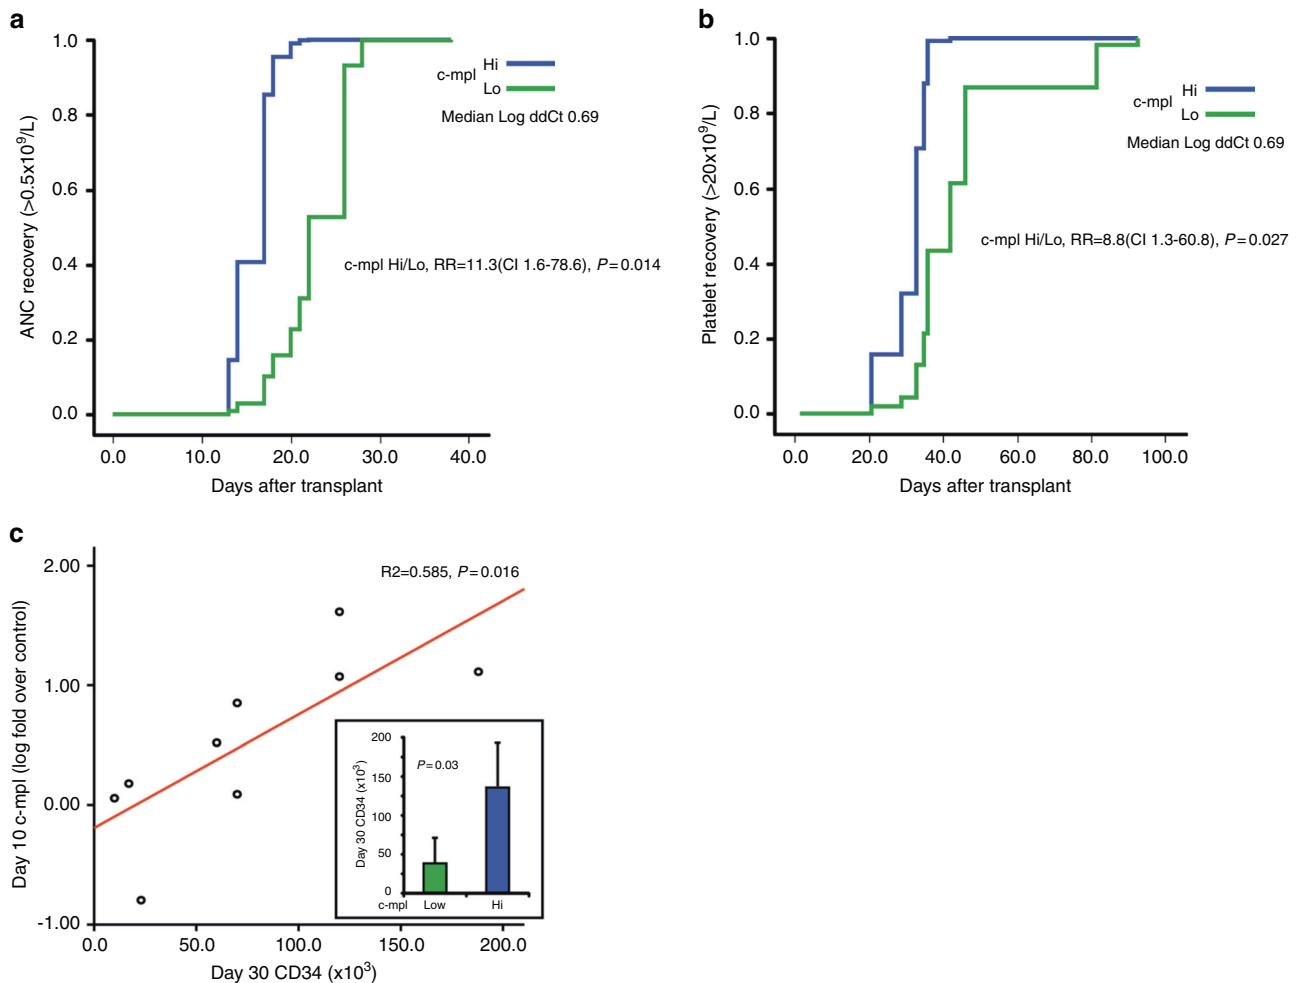 a
1.0
0.8
0.6
0.4
0.2
0.0
ANC recovery (>0.5x10⁹/L)
c-mpl
Hi
Lo
Median Log ddCt 0.69
c-mpl Hi/Lo, RR=11.3(CI 1.6-78.6), P=0.014
0.0 10.0 20.0 30.0 40.0
Days after transplant
b
1.0
0.8
0.6
0.4
0.2
0.0
Platelet recovery (>20x10⁹/L)
c-mpl
Hi
Lo
Median Log ddCt 0.69
c-mpl Hi/Lo, RR=8.8(CI 1.3-60.8), P=0.027
0.0 20.0 40.0 60.0 80.0 100.0
Days after transplant
c
2.00
1.00
0.00
-1.00
Day 10 c-mpl (log fold over control)
R2=0.585, P=0.016
200
150
100
50
0
Day 30 CD34 (x10³)
P=0.03
c-mpl Low Hi
0.0 50.0 100.0 150.0 200.0
Day 30 CD34 (x10³)